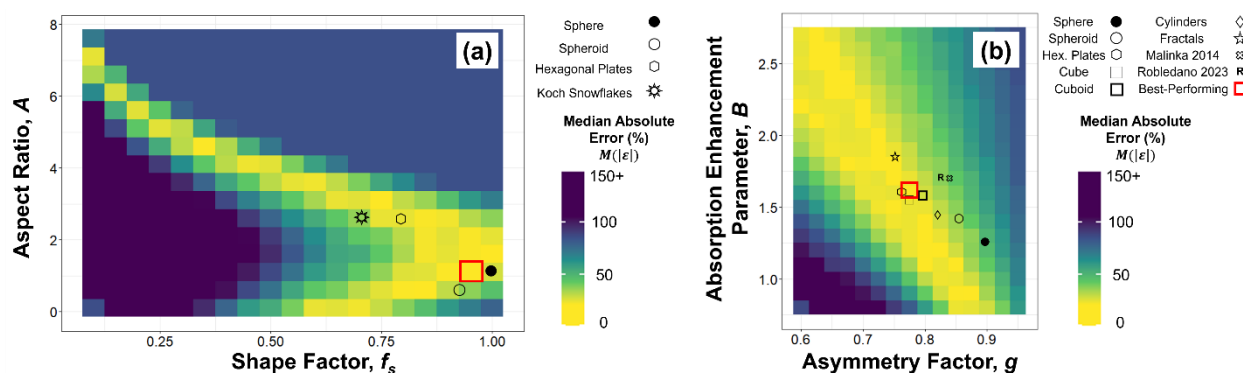 (a)
Aspect Ratio, A
8
6
4
2
0
0.25
0.50
0.75
1.00
Shape Factor, fs
Sphere
Spheroid
Hexagonal Plates
Koch Snowflakes
Median Absolute
Error (%)
M(|ε|)
150+
100
50
0
(b)
Absorption Enhancement
Parameter, B
2.5
2.0
1.5
1.0
R
0.6
0.7
0.8
0.9
Asymmetry Factor, g
Sphere
Spheroid
Hex. Plates
Cube
Cuboid
Cylinders
Fractals
Malinka 2014
Robledano 2023 R
Best-Performing
Median Absolute
Error (%)
M(|ε|)
150+
100
50
0